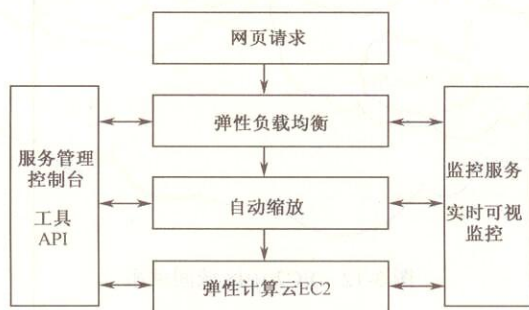 网页请求
弹性负载均衡
服务管理
控制台
工具
API
自动缩放
监控服务
实时可视
监控
弹性计算云EC2